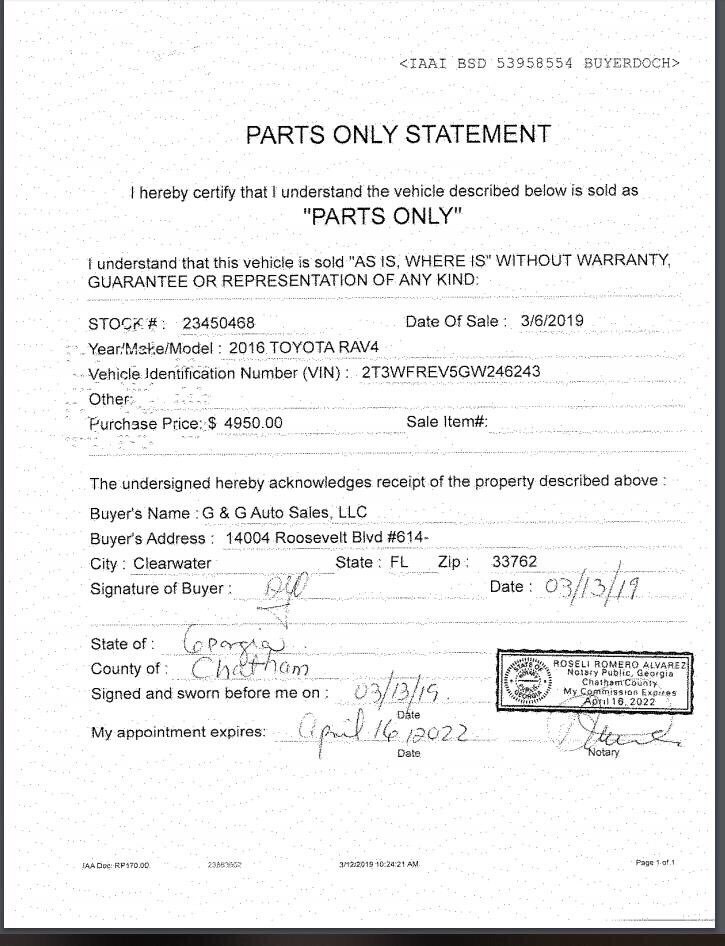 <IAAI BSD 53958554 BUYERDOCH>
PARTS ONLY STATEMENT
I hereby certify that I understand the vehicle described below is sold as
"PARTS ONLY"
I understand that this vehicle is sold "AS IS, WHERE IS" WITHOUT WARRANTY,
GUARANTEE OR REPRESENTATION OF ANY KIND:
STOCK # : 23450468 Date Of Sale : 3/6/2019
Year/Make/Model : 2016 TOYOTA RAV4
Vehicle Identification Number (VIN) : 2T3WFREV5GW246243
Other:
Purchase Price: $ 4950.00 Sale Item#:
The undersigned hereby acknowledges receipt of the property described above :
Buyer's Name : G & G Auto Sales, LLC
Buyer's Address : 14004 Roosevelt Blvd #614-
City : Clearwater State : FL Zip : 33762
Signature of Buyer : Date : 03/13/19
State of : Georgia
County of : Chatham
ROSELI ROMERO ALVAREZ
Notary Public, Georgia
Chatham County
My Commission Expires
April 16, 2022
STATE OF GEORGIA
Signed and sworn before me on : 03/13/19
Date
My appointment expires: April 16, 2022
Date
Notary
IAA Doc: RP170.00 3/12/2019 10:24:21 AM Page 1 of 1